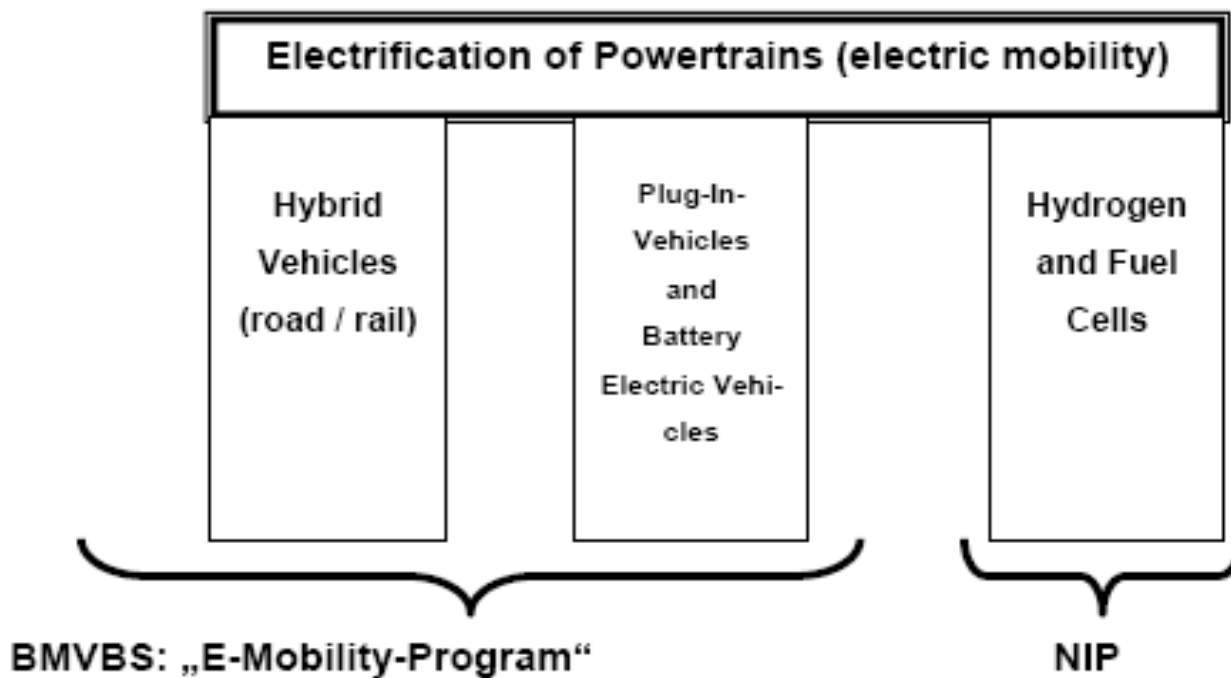 Electrification of Powertrains (electric mobility)
Hybrid
Vehicles
(road / rail)
Plug-In-
Vehicles
and
Battery
Electric Vehi-
cles
Hydrogen
and Fuel
Cells
BMVBS: „E-Mobility-Program“
NIP